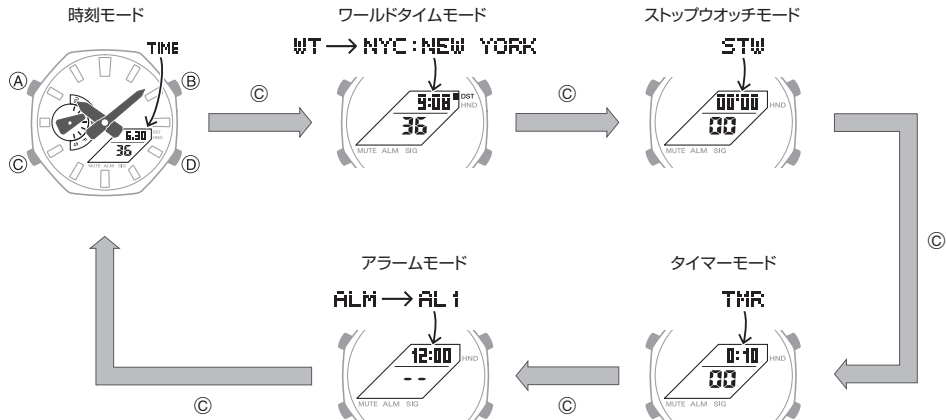 時刻モード
TIME
Ⓐ
Ⓑ
Ⓒ
Ⓓ
6.30
DST
HND
36
MUTE ALM SIG
Ⓒ
ワールドタイムモード
WT → NYC:NEW YORK
9:08
DST
HND
36
MUTE ALM SIG
Ⓒ
ストップウオッチモード
STW
00'00
HND
00
MUTE ALM SIG
Ⓒ
タイマーモード
TMR
0:10
HND
00
MUTE ALM SIG
Ⓒ
アラームモード
ALM → AL1
12:00
HND
--
MUTE ALM SIG
Ⓒ